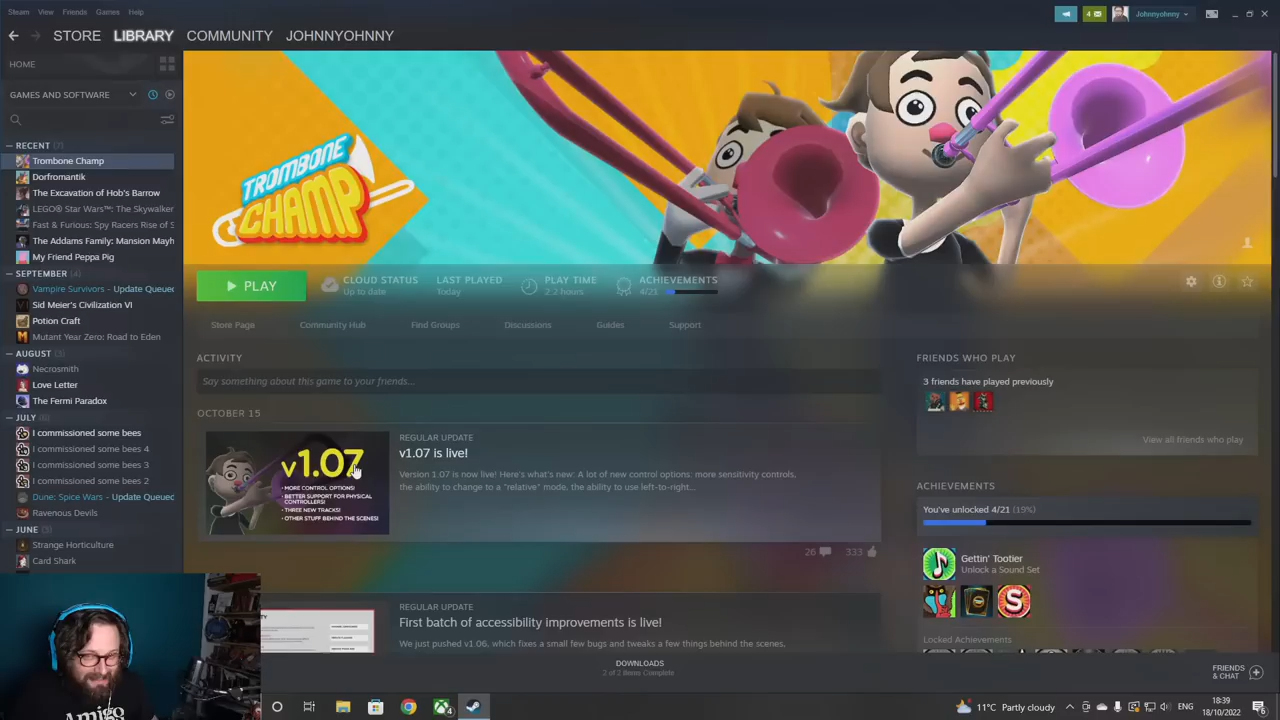 Steam View Friends Games Help
4
Johnnyohnny
STORE LIBRARY COMMUNITY JOHNNYOHNNY
HOME
GAMES AND SOFTWARE
RECENT (7)
Trombone Champ
Dorfromantik
The Excavation of Hob's Barrow
LEGO® Star Wars™: The Skywalker
Fast & Furious: Spy Racers Rise of S
The Addams Family: Mansion Mayh
My Friend Peppa Pig
SEPTEMBER (4)
Vampire Survivors - Update Queued
Sid Meier's Civilization VI
Potion Craft
Mutant Year Zero: Road to Eden
AUGUST (3)
Necrosmith
Love Letter
The Fermi Paradox
JULY (6)
I commissioned some bees
I commissioned some bees 4
I commissioned some bees 3
I commissioned some bees 2
Dune: Spice Wars - Update Queued
Ravenous Devils
JUNE (3)
Strange Horticulture
Card Shark
TROMBONE
CHAMP
PLAY
CLOUD STATUS
Up to date
LAST PLAYED
Today
PLAY TIME
2.2 hours
ACHIEVEMENTS
4/21
Store Page Community Hub Find Groups Discussions Guides Support
ACTIVITY
Say something about this game to your friends...
OCTOBER 15
v1.07
• MORE CONTROL OPTIONS!
• BETTER SUPPORT FOR PHYSICAL
CONTROLLERS!
• THREE NEW TRACKS!
• OTHER STUFF BEHIND THE SCENES!
REGULAR UPDATE
v1.07 is live!
Version 1.07 is now live! Here's what's new: A lot of new control options: more sensitivity controls,
the ability to change to a "relative" mode, the ability to use left-to-right...
26 333
REGULAR UPDATE
First batch of accessibility improvements is live!
We just pushed v1.06, which fixes a small few bugs and tweaks a few things behind the scenes.
FRIENDS WHO PLAY
3 friends have played previously
View all friends who play
ACHIEVEMENTS
You've unlocked 4/21 (19%)
Gettin' Tootier
Unlock a Sound Set
S
Locked Achievements
DOWNLOADS
2 of 2 Items Complete
FRIENDS
& CHAT
Amigo
4
11°C Partly cloudy
18:39
18/10/2022
6